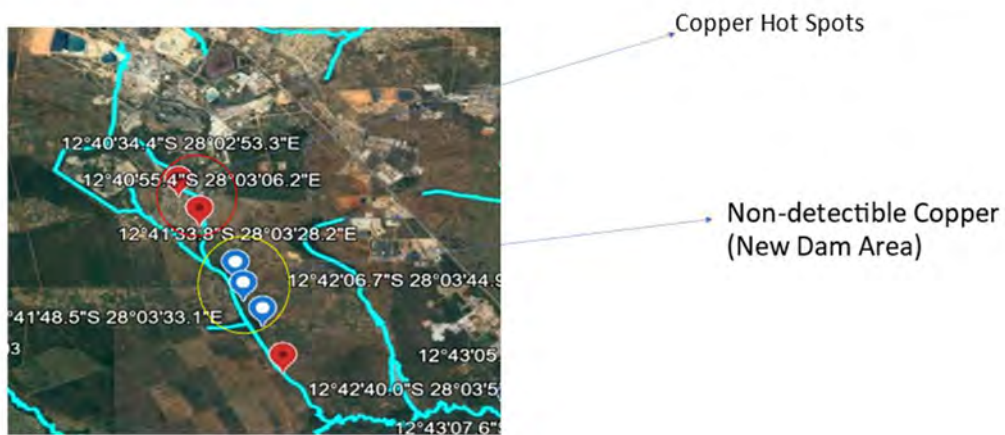 Copper Hot Spots
12°40'34.4"S 28°02'53.3"E
12°40'55.4"S 28°03'06.2"E
12°41'33.8"S 28°03'28.2"E
Non-detectible Copper
(New Dam Area)
12°42'06.7"S 28°03'44.9
°41'48.5"S 28°03'33.1"E
03
12°43'05.
12°42'40.0"S 28°03'5
12°43'07.6"S